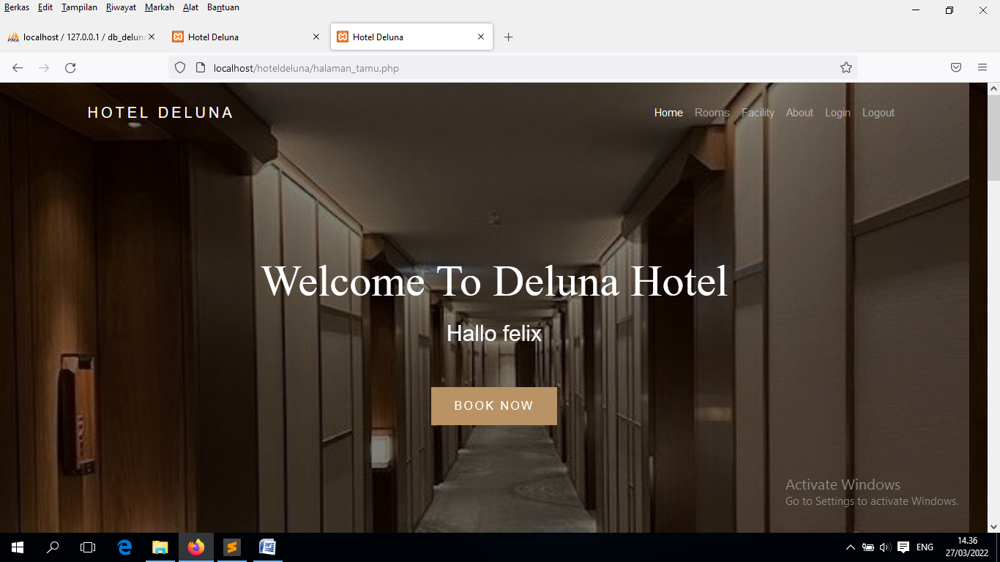 Berkas Edit Tampilan Riwayat Markah Alat Bantuan
PMA localhost / 127.0.0.1 / db_deluna Hotel Deluna Hotel Deluna
localhost/hoteldeluna/halaman_tamu.php
HOTEL DELUNA Home Rooms Facility About Login Logout
Welcome To Deluna Hotel
Hallo felix
BOOK NOW
Activate Windows
Go to Settings to activate Windows.
ENG 14.36
27/03/2022